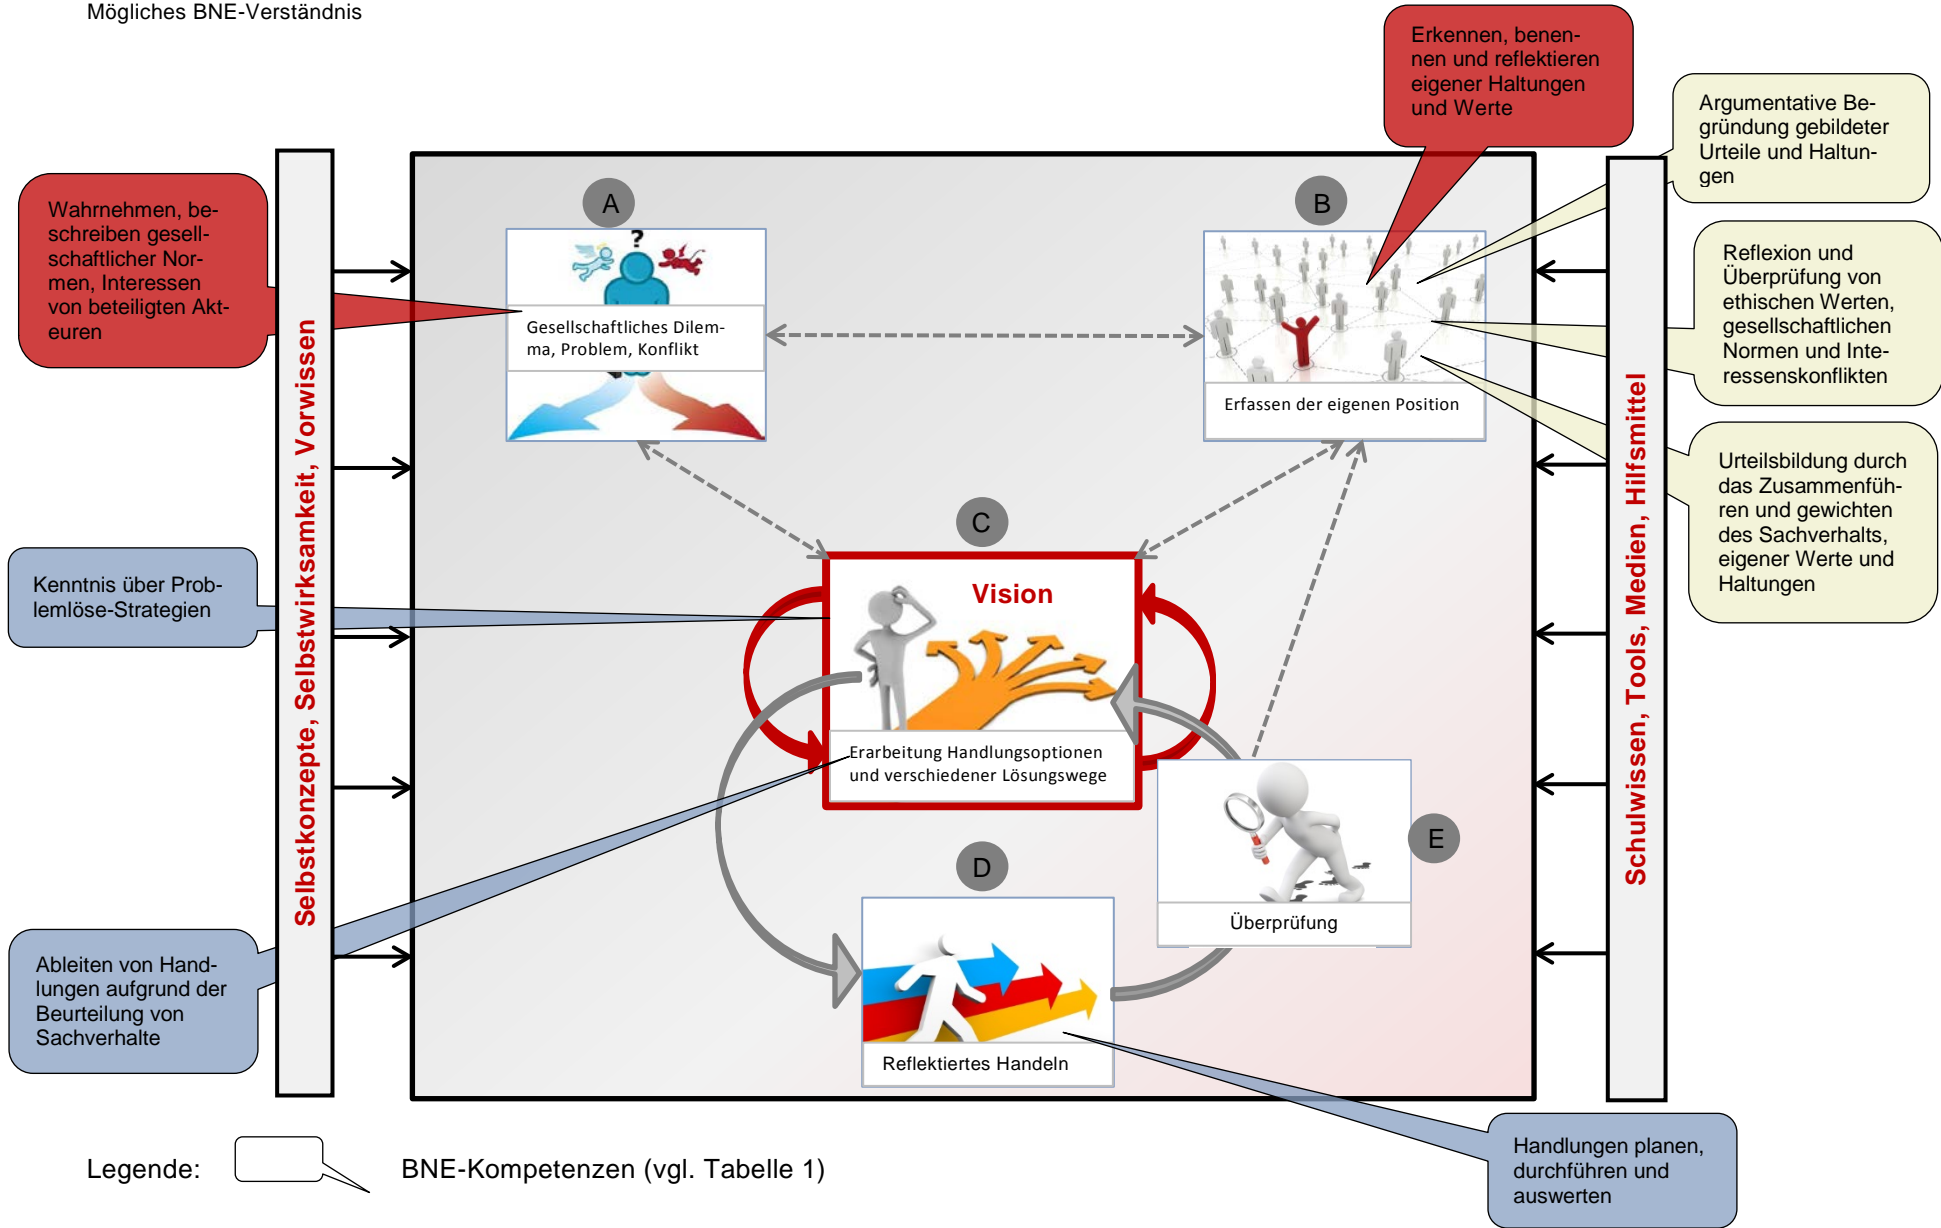 Mögliches BNE-Verständnis
Erkennen, benen-
nen und reflektieren
eigener Haltungen
und Werte
Argumentative Be-
gründung gebildeter
Urteile und Haltun-
gen
Wahrnehmen, be-
schreiben gesell-
schaftlicher Nor-
men, Interessen
von beteiligten Akt-
euren
A
B
?
Gesellschaftliches Dilem-
ma, Problem, Konflikt
Erfassen der eigenen Position
Reflexion und
Überprüfung von
ethischen Werten,
gesellschaftlichen
Normen und Inte-
ressenskonflikten
Selbstkonzepte, Selbstwirksamkeit, Vorwissen
Schulwissen, Tools, Medien, Hilfsmittel
Urteilsbildung durch
das Zusammenfüh-
ren und gewichten
des Sachverhalts,
eigener Werte und
Haltungen
C
Vision
Kenntnis über Prob-
lemlöse-Strategien
Erarbeitung Handlungsoptionen
und verschiedener Lösungswege
E
Überprüfung
D
Reflektiertes Handeln
Ableiten von Hand-
lungen aufgrund der
Beurteilung von
Sachverhalte
Handlungen planen,
durchführen und
auswerten
Legende:
BNE-Kompetenzen (vgl. Tabelle 1)